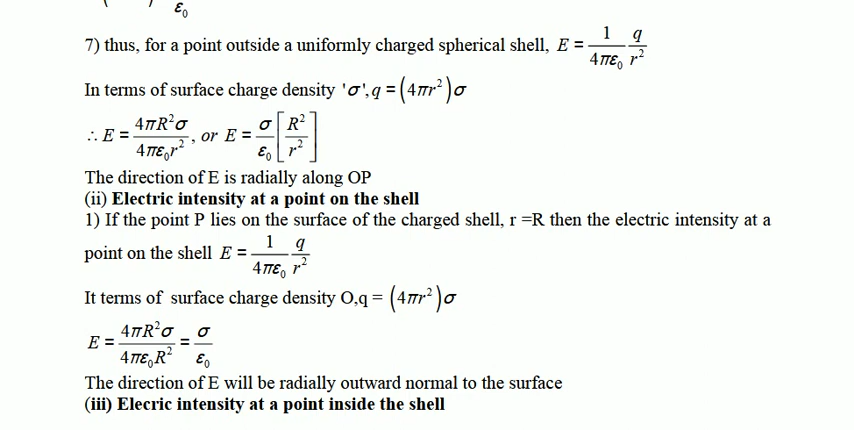 ( ) ε₀
7) thus, for a point outside a uniformly charged spherical shell, E = 1/4πε₀ q/r²
In terms of surface charge density 'σ', q = (4πr²)σ
∴ E = 4πR²σ/4πε₀r², or E = σ/ε₀ [R²/r²]
The direction of E is radially along OP
(ii) Electric intensity at a point on the shell
1) If the point P lies on the surface of the charged shell, r =R then the electric intensity at a
point on the shell E = 1/4πε₀ q/r²
It terms of surface charge density O,q = (4πr²)σ
E = 4πR²σ/4πε₀R² = σ/ε₀
The direction of E will be radially outward normal to the surface
(iii) Elecric intensity at a point inside the shell